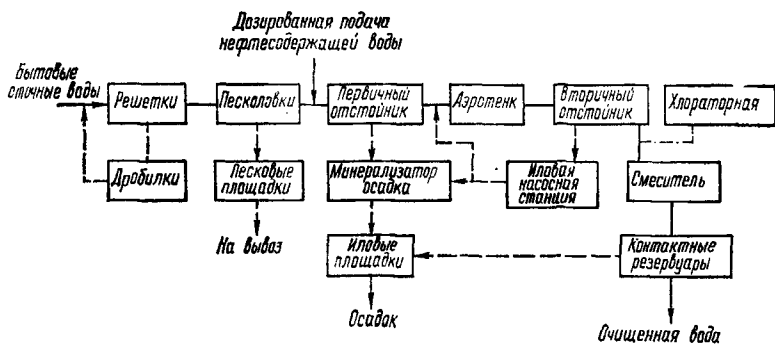 Дозированная подача
нефтесодержащей воды
Бытовые
сточные воды
Решетки
Песколовки
Первичный
отстойник
Аэротенк
Вторичный
отстойник
Хлораторная
Дробилки
Песковые
площадки
Минерализатор
осадка
Иловая
насосная
станция
Смеситель
На вывоз
Иловые
площадки
Контактные
резервуары
Осадок
Очищенная вода